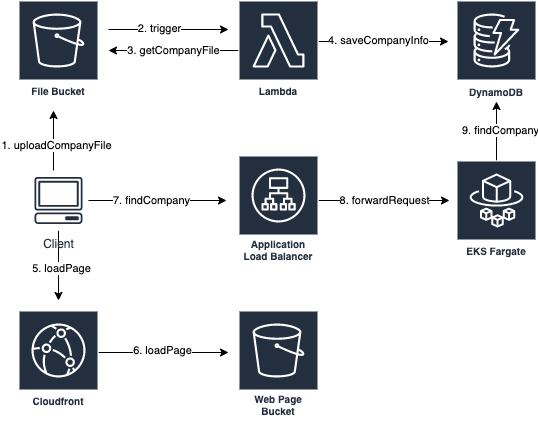 2. trigger
3. getCompanyFile
4. saveCompanyInfo
File Bucket
Lambda
DynamoDB
1. uploadCompanyFile
9. findCompany
7. findCompany
8. forwardRequest
Client
Application
Load Balancer
EKS Fargate
5. loadPage
6. loadPage
Cloudfront
Web Page
Bucket